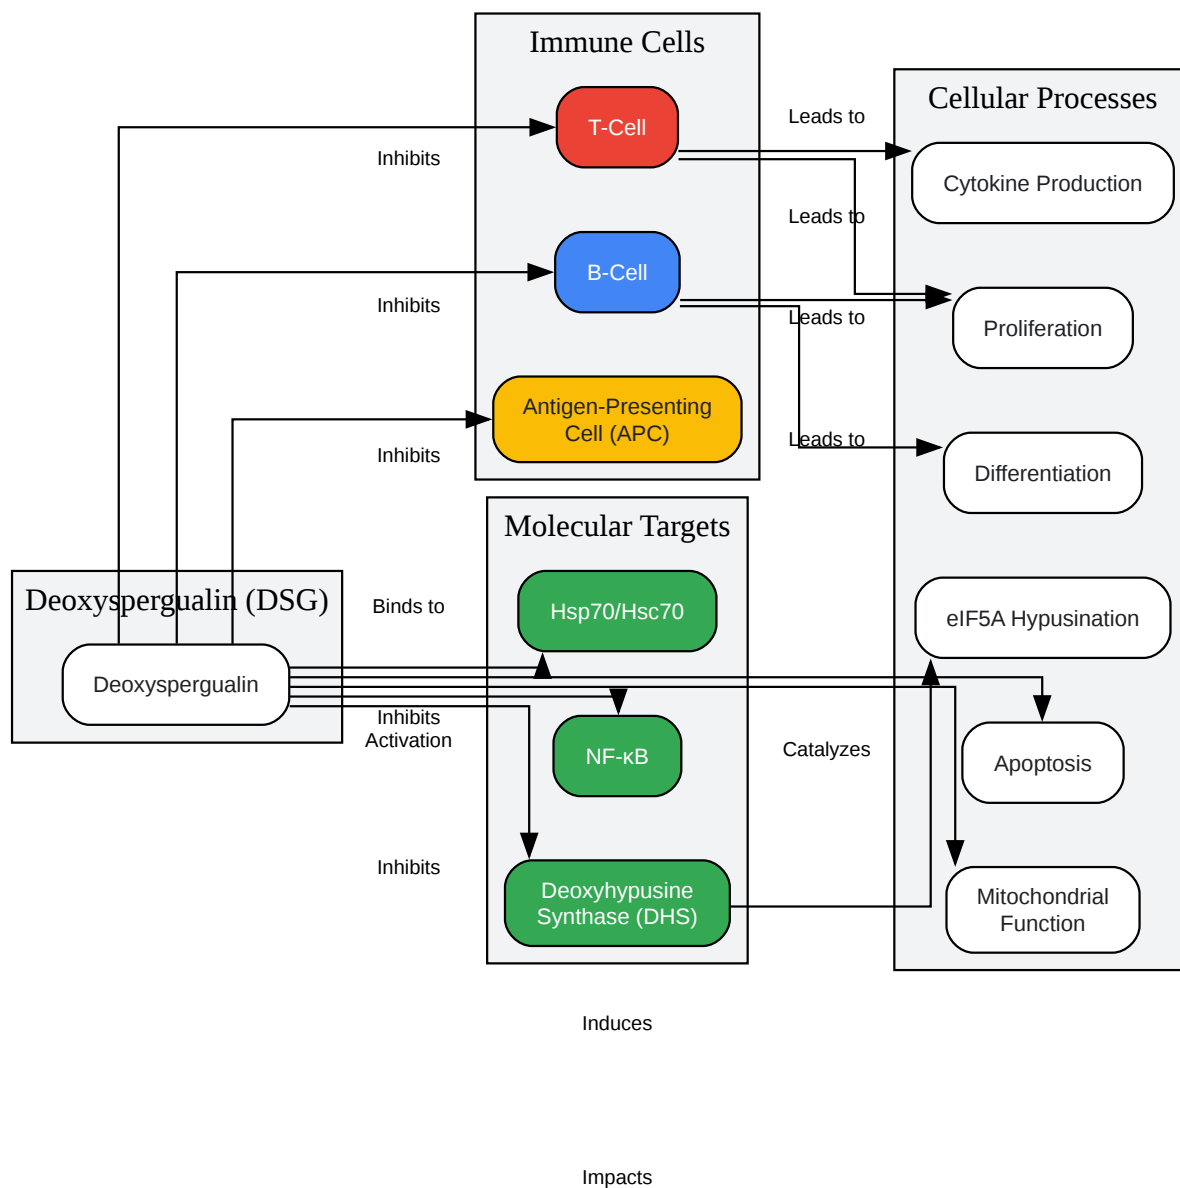 Immune Cells
T-Cell
B-Cell
Antigen-Presenting
Cell (APC)
Inhibits
Inhibits
Inhibits
Leads to
Leads to
Leads to
Leads to
Cellular Processes
Cytokine Production
Proliferation
Differentiation
eIF5A Hypusination
Apoptosis
Mitochondrial
Function
Deoxyspergualin (DSG)
Deoxyspergualin
Binds to
Inhibits
Activation
Inhibits
Molecular Targets
Hsp70/Hsc70
NF-κB
Deoxyhypusine
Synthase (DHS)
Catalyzes
Induces
Impacts